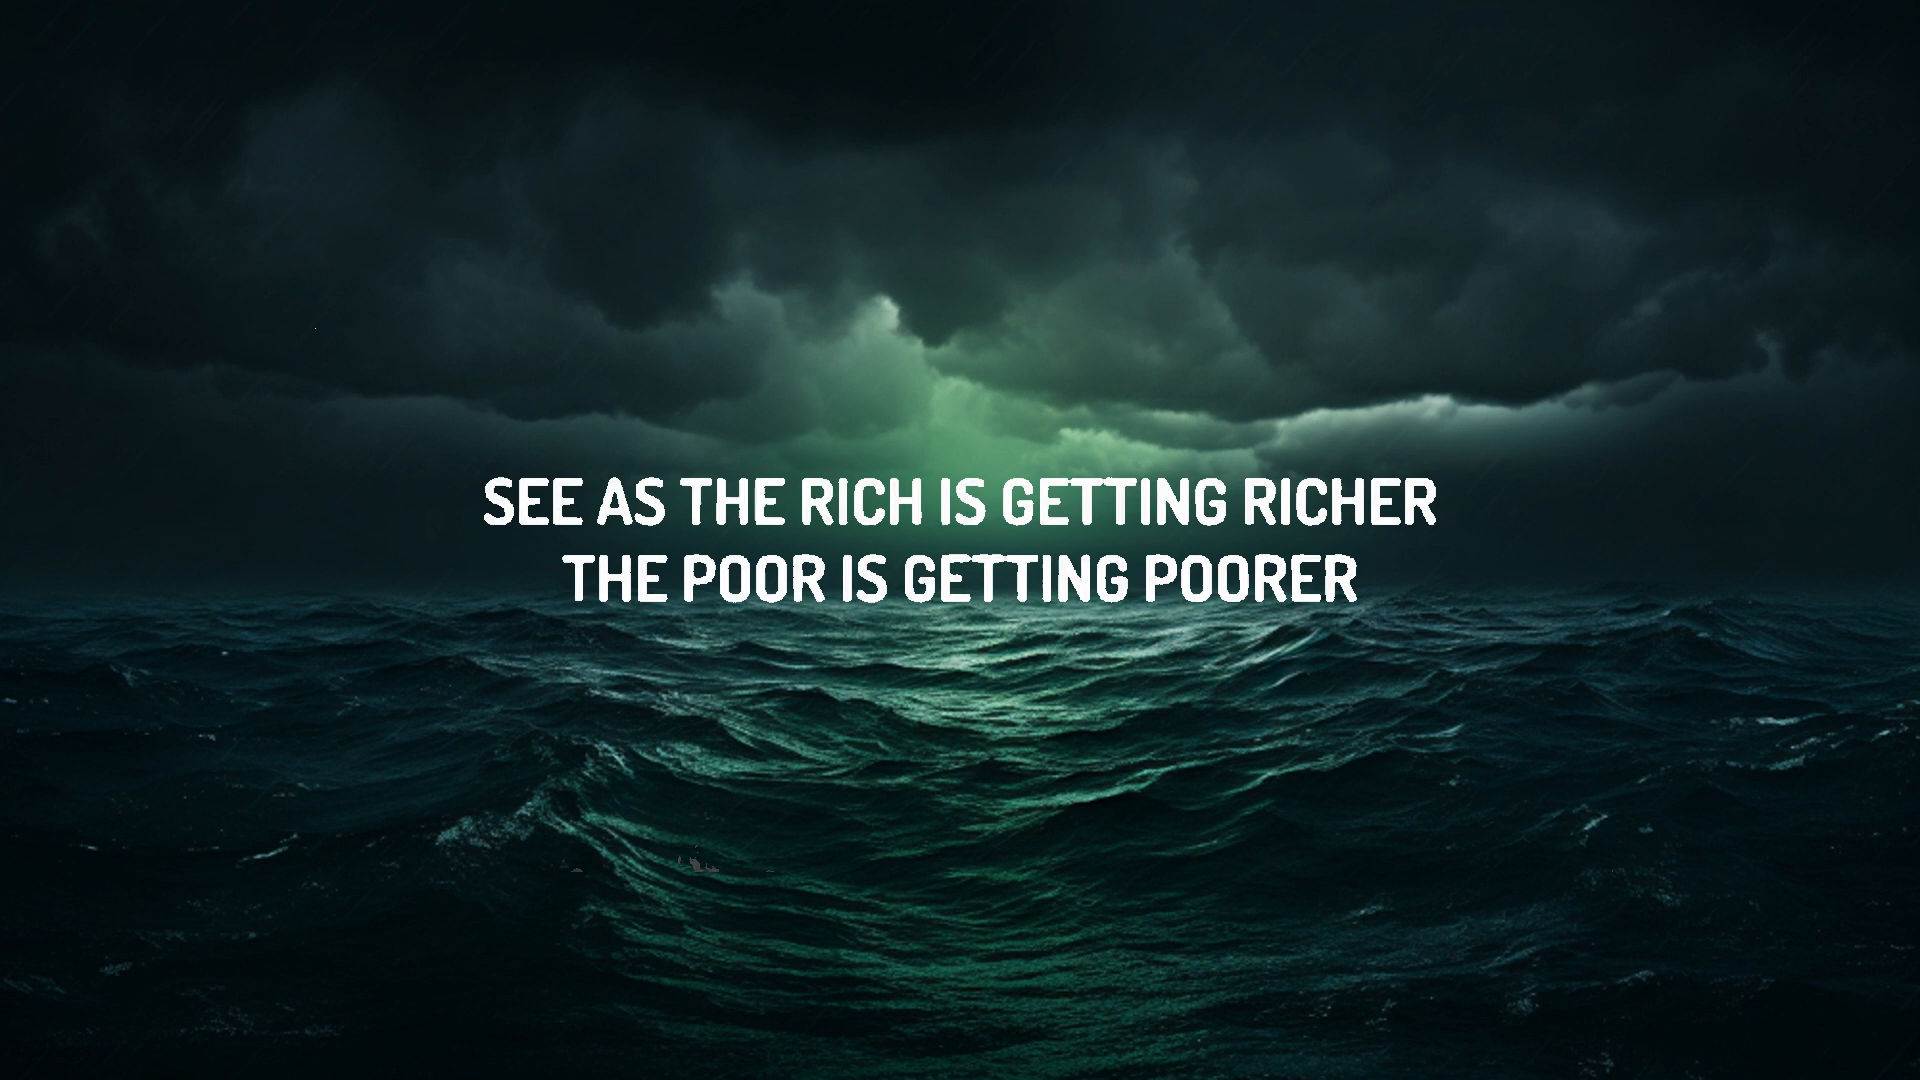 SEE AS THE RICH IS GETTING RICHER
THE POOR IS GETTING POORER